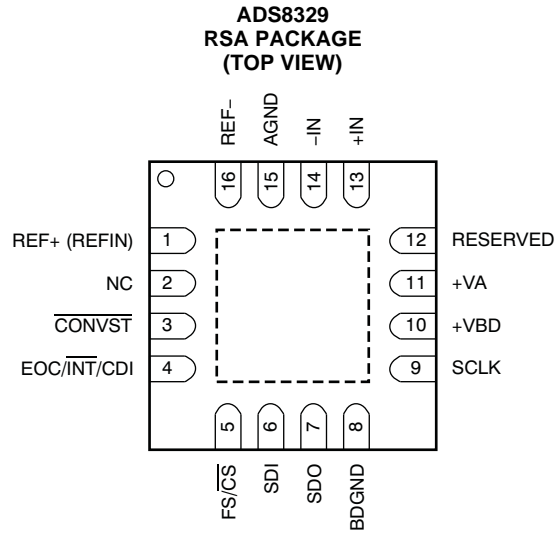 ADS8329
RSA PACKAGE
(TOP VIEW)
REF–
AGND
–IN
+IN
16
15
14
13
REF+ (REFIN) 1
12 RESERVED
NC 2
11 +VA
CONVST 3
10 +VBD
EOC/INT/CDI 4
9 SCLK
5
6
7
8
FS/CS
SDI
SDO
BDGND